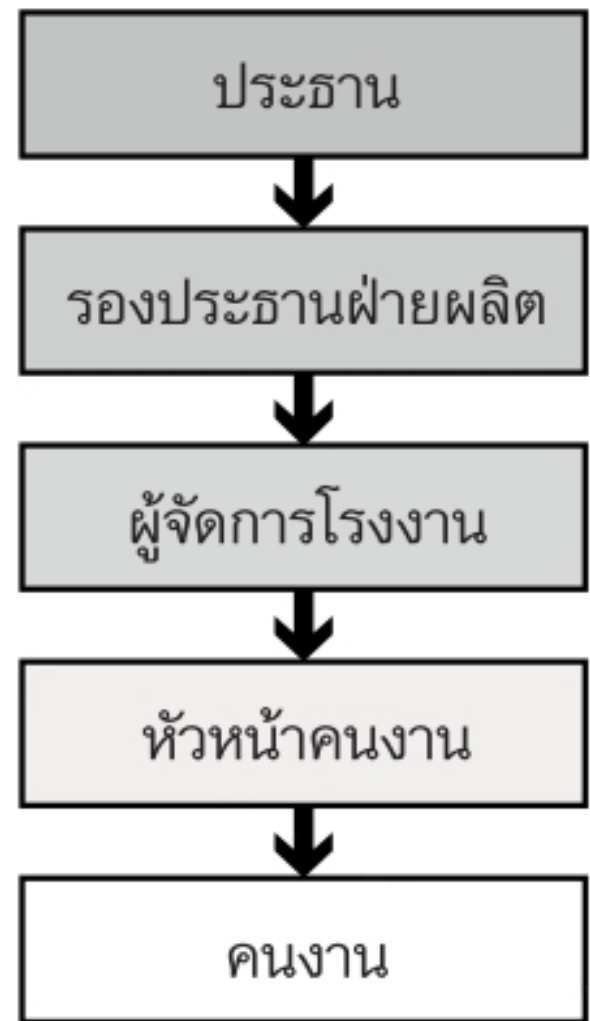 ประธาน
รองประธานฝ่ายผลิต
ผู้จัดการโรงงาน
หัวหน้าคนงาน
คนงาน